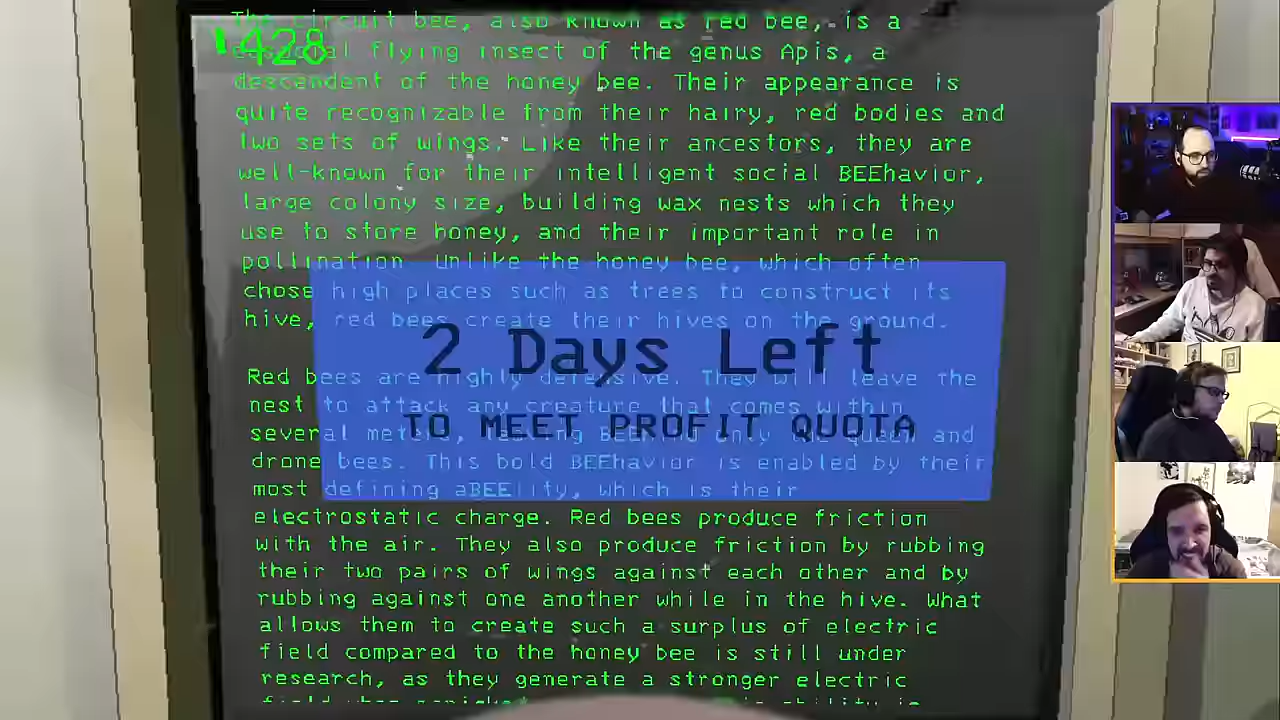 The circuit bee, also known as red bee, is a
428
eusocial flying insect of the genus Apis, a
descendant of the honey bee. Their appearance is
quite recognizable from their hairy, red bodies and
two sets of wings. Like their ancestors, they are
well-known for their intelligent social BEEhavior,
large colony size, building wax nests which they
use to store honey, and their important role in
pollination. Unlike the honey bee, which often
chose high places such as trees to construct its
hive, red bees create their hives on the ground.
2 Days Left
Red bees are highly defensive. They will leave the
nest to attack any creature that comes within
TO MEET PROFIT QUOTA
several meters, only the queen and
drone bees. This bold BEEhavior is enabled by their
most defining aBEElity, which is their
electrostatic charge. Red bees produce friction
with the air. They also produce friction by rubbing
their two pairs of wings against each other and by
rubbing against one another while in the hive. What
allows them to create such a surplus of electric
field compared to the honey bee is still under
research, as they generate a stronger electric
field when ability is